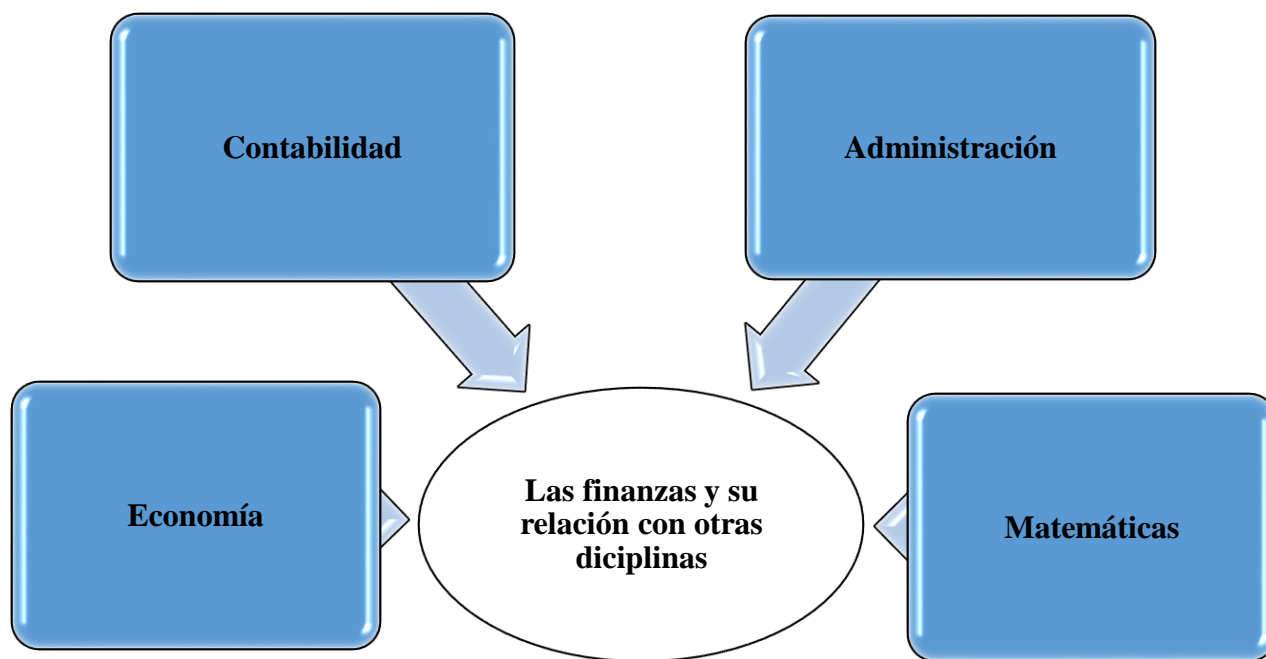 Contabilidad
Administración
Economía
Las finanzas y su
relación con otras
diciplinas
Matemáticas